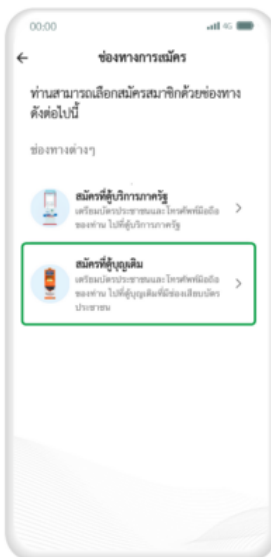 00:00 4G
ช่องทางการสมัคร
ท่านสามารถเลือกสมัครสมาชิกด้วยช่องทาง
ดังต่อไปนี้
ช่องทางต่างๆ
สมัครที่ตู้บริการภาครัฐ
เตรียมบัตรประชาชนและโทรศัพท์มือถือ
ของท่าน ไปที่ตู้บริการภาครัฐ
สมัครที่ตู้บุญเติม
เตรียมบัตรประชาชนและโทรศัพท์มือถือ
ของท่าน ไปที่ตู้บุญเติมที่มีช่องเสียบบัตร
ประชาชน